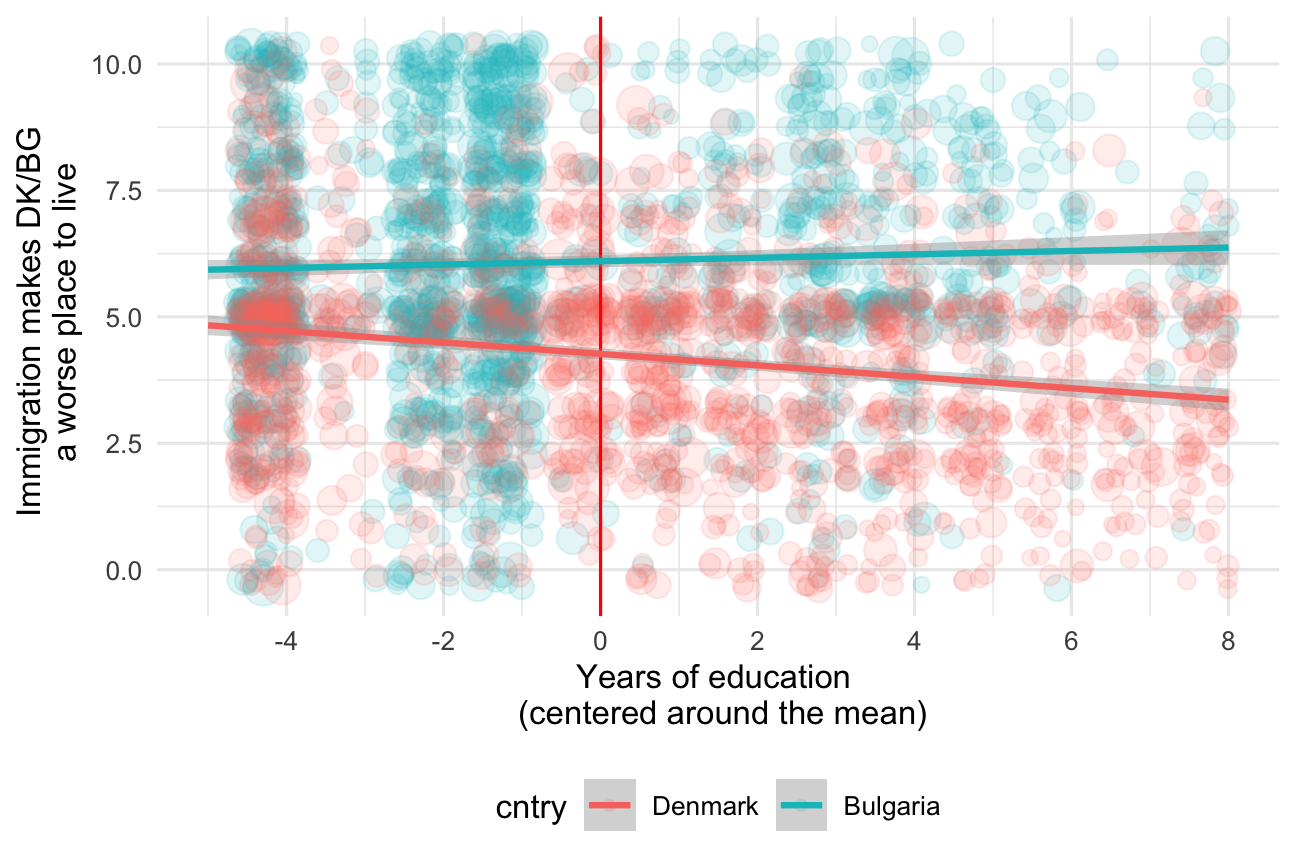 Immigration makes DK/BG
a worse place to live
10.0
7.5
5.0
2.5
0.0
-4 -2 0 2 4 6 8
Years of education
(centered around the mean)
cntry Denmark Bulgaria